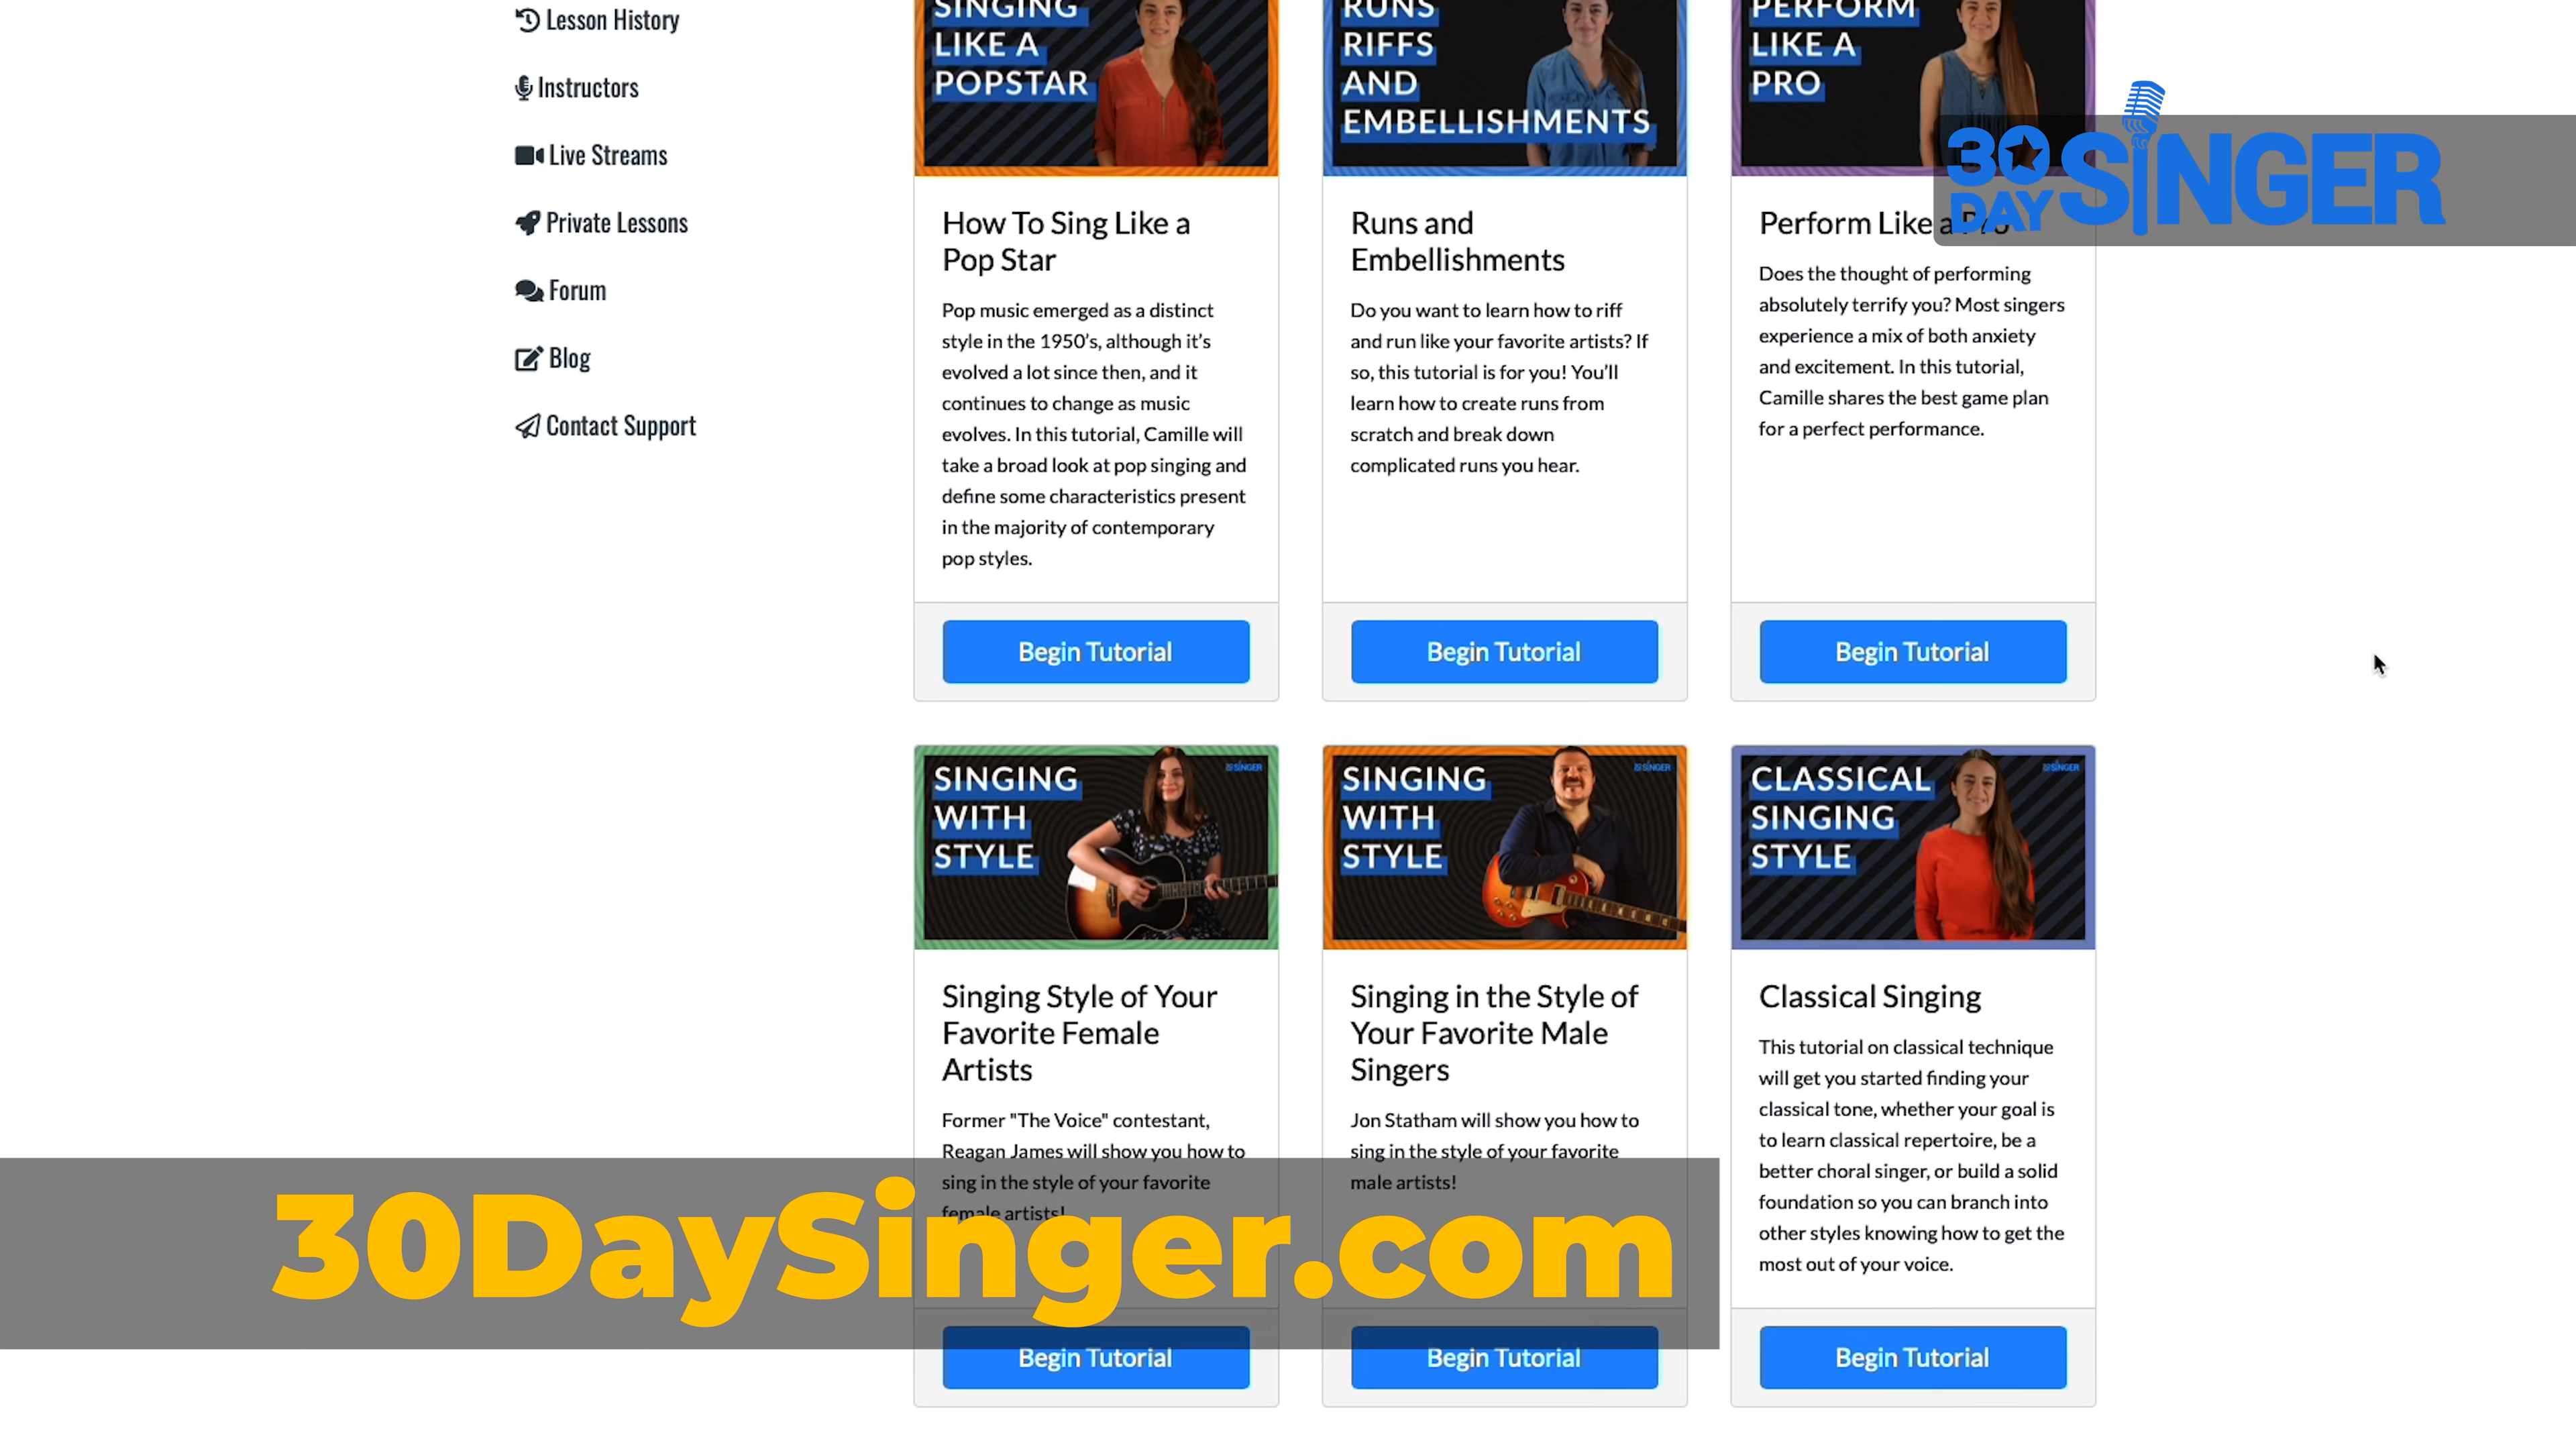 Lesson History
Instructors
Live Streams
Private Lessons
Forum
Blog
Contact Support
SINGING
LIKE A
POPSTAR
How To Sing Like a
Pop Star
Pop music emerged as a distinct
style in the 1950's, although it's
evolved a lot since then, and it
continues to change as music
evolves. In this tutorial, Camille will
take a broad look at pop singing and
define some characteristics present
in the majority of contemporary
pop styles.
Begin Tutorial
RUNS
RIFFS
AND
EMBELLISHMENTS
Runs and
Embellishments
Do you want to learn how to riff
and run like your favorite artists? If
so, this tutorial is for you! You'll
learn how to create runs from
scratch and break down
complicated runs you hear.
Begin Tutorial
PERFORM
LIKE A
PRO
Perform Like a Pro
Does the thought of performing
absolutely terrify you? Most singers
experience a mix of both anxiety
and excitement. In this tutorial,
Camille shares the best game plan
for a perfect performance.
Begin Tutorial
30 DAY SINGER
SINGING
WITH
STYLE
SINGER
Singing Style of Your
Favorite Female
Artists
Former "The Voice" contestant,
Reagan James will show you how to
sing in the style of your favorite
female artists!
Begin Tutorial
SINGING
WITH
STYLE
SINGER
Singing in the Style of
Your Favorite Male
Singers
Jon Statham will show you how to
sing in the style of your favorite
male artists!
Begin Tutorial
CLASSICAL
SINGING
STYLE
SINGER
Classical Singing
This tutorial on classical technique
will get you started finding your
classical tone, whether your goal is
to learn classical repertoire, be a
better choral singer, or build a solid
foundation so you can branch into
other styles knowing how to get the
most out of your voice.
Begin Tutorial
30DaySinger.com